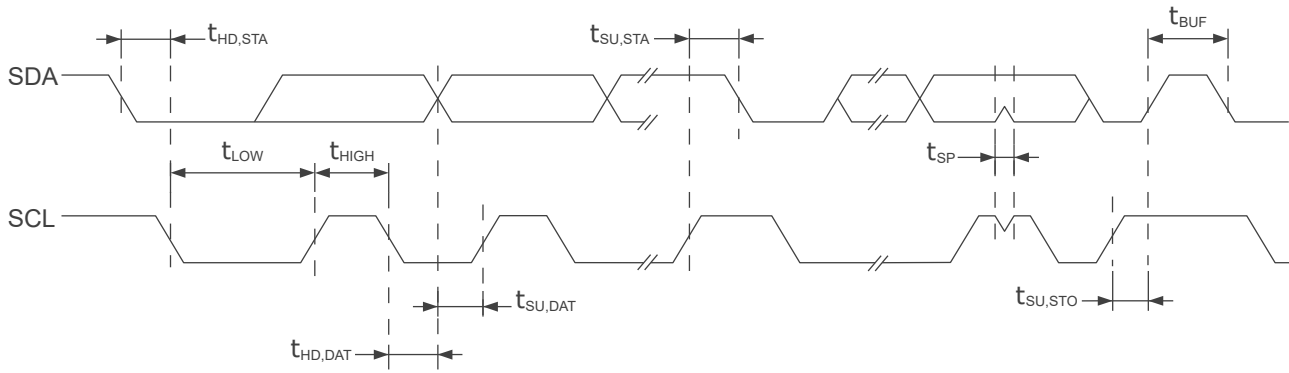 tHD,STA
tSU,STA
tBUF
SDA
tLOW
tHIGH
tSP
SCL
tSU,DAT
tSU,STO
tHD,DAT